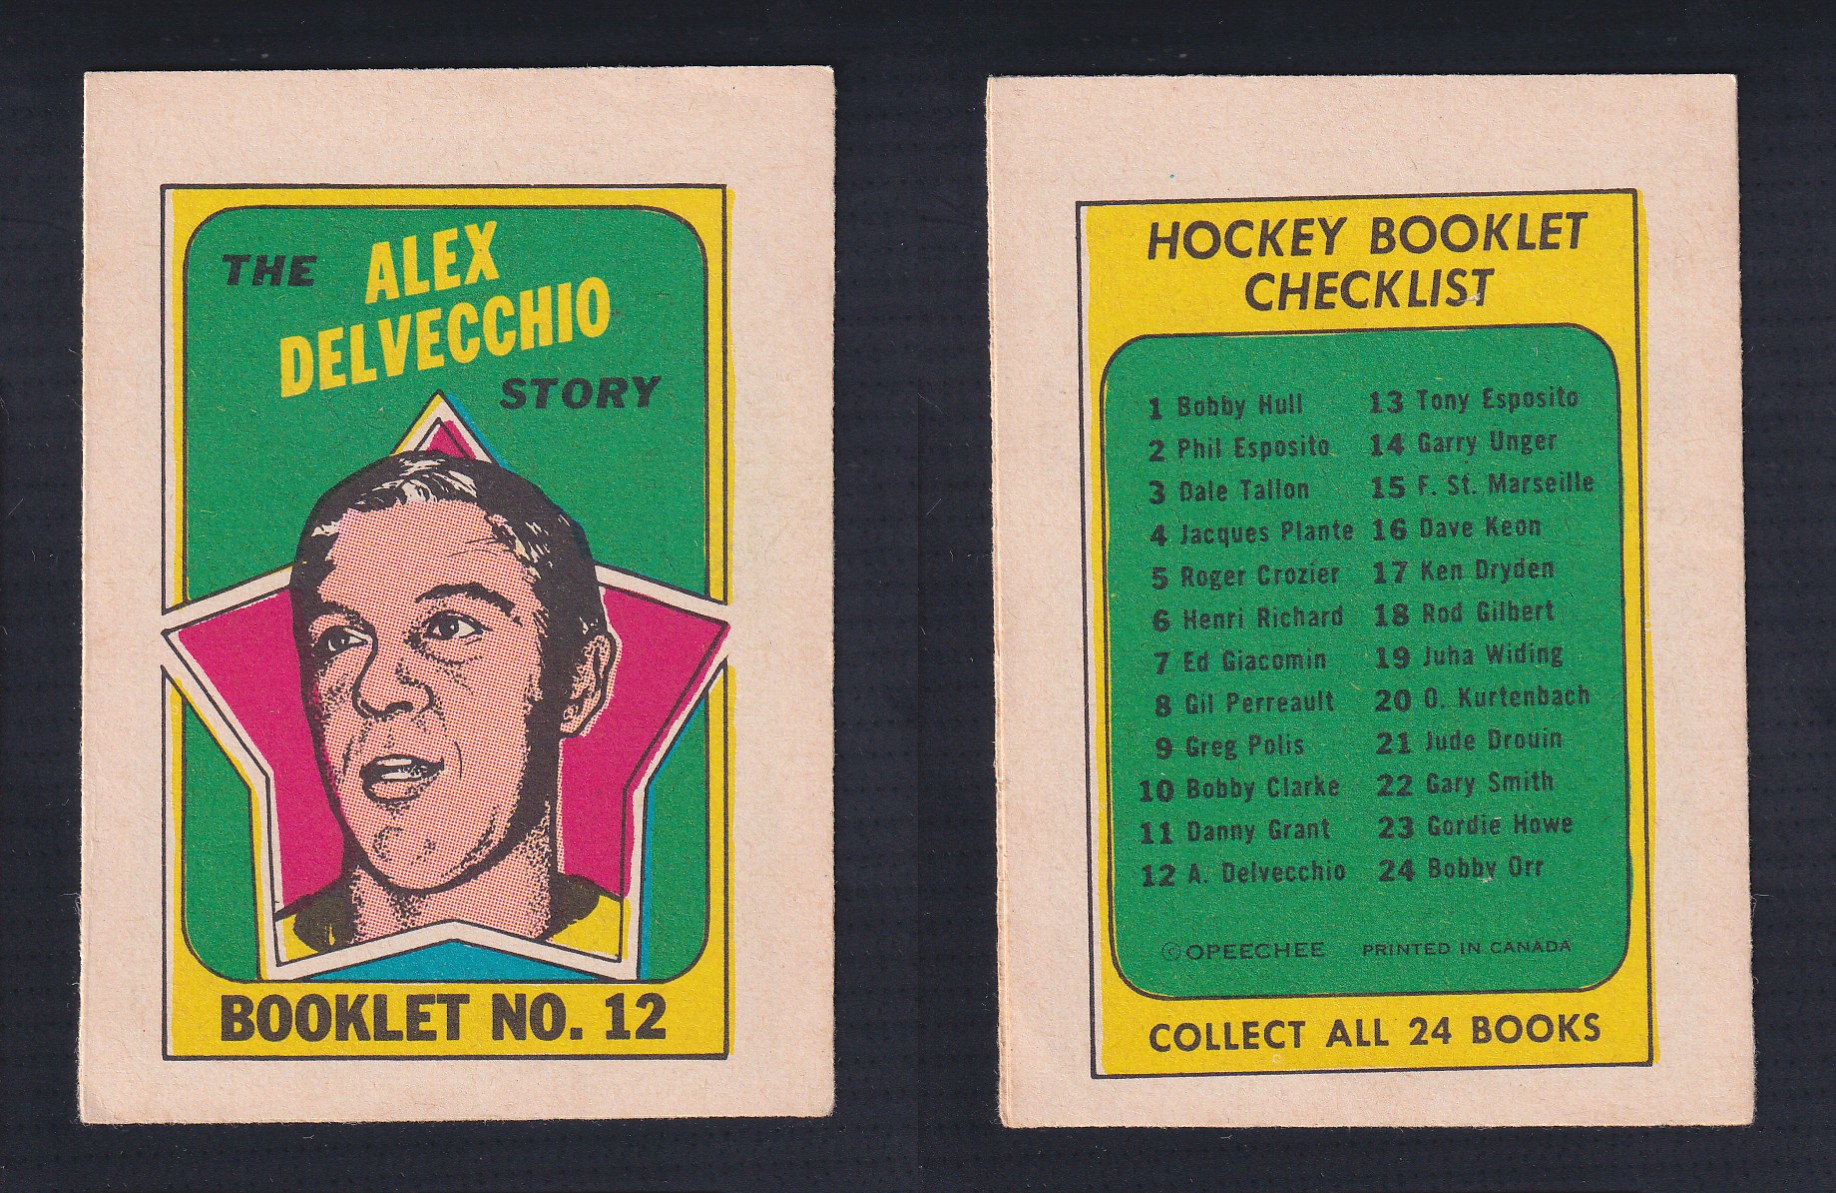 THE ALEX
DELVECCHIO
STORY
BOOKLET NO. 12
HOCKEY BOOKLET
CHECKLIST
1 Bobby Hull
2 Phil Esposito
3 Dale Tallon
4 Jacques Plante
5 Roger Crozier
6 Henri Richard
7 Ed Giacomin
8 Gil Perreault
9 Greg Polis
10 Bobby Clarke
11 Danny Grant
12 A. Delvecchio
13 Tony Esposito
14 Garry Unger
15 F. St. Marseille
16 Dave Keon
17 Ken Dryden
18 Rod Gilbert
19 Juha Widing
20 O. Kurtenbach
21 Jude Drouin
22 Gary Smith
23 Gordie Howe
24 Bobby Orr
© OPEECHEE PRINTED IN CANADA
COLLECT ALL 24 BOOKS